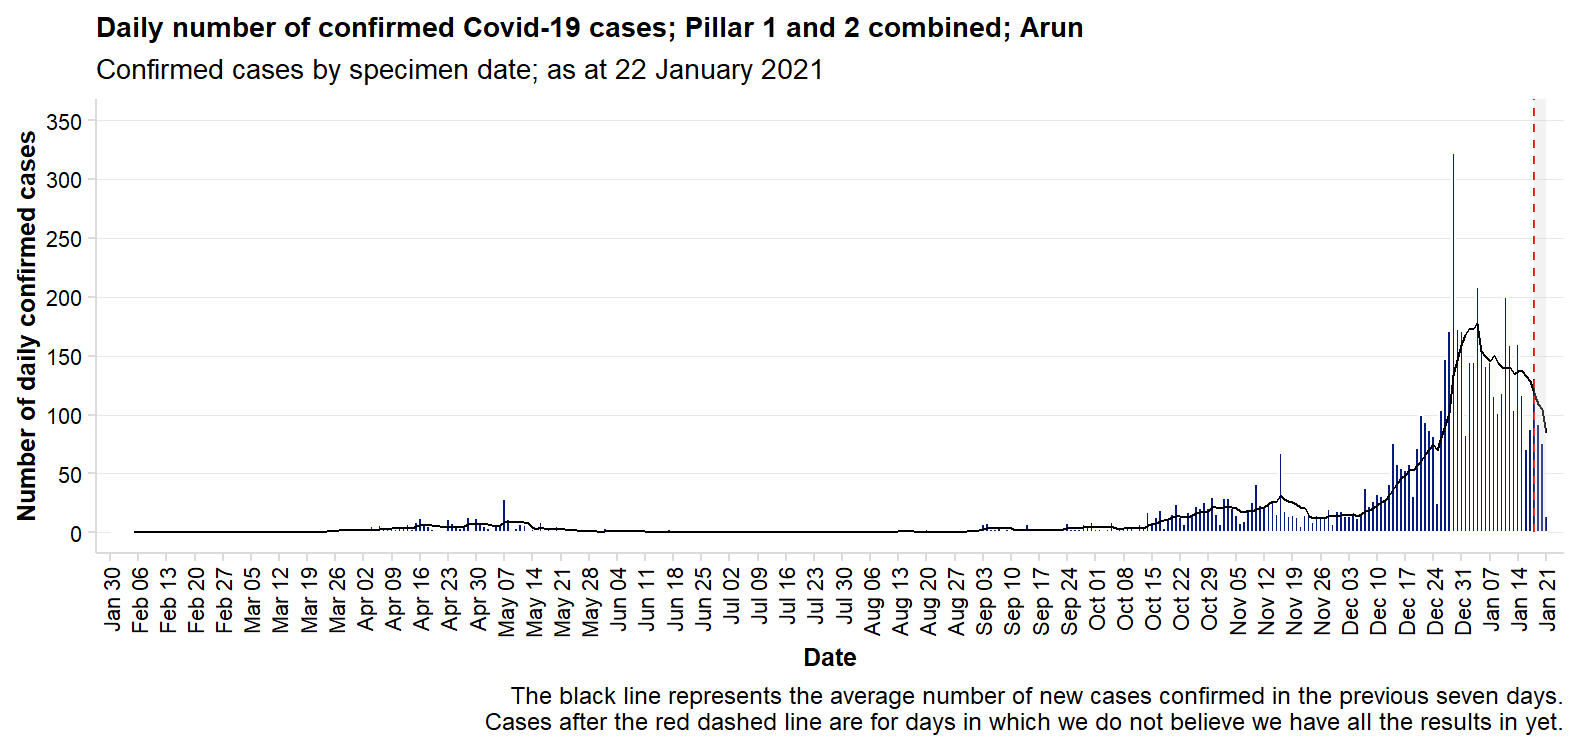 Daily number of confirmed Covid-19 cases; Pillar 1 and 2 combined; Arun
Confirmed cases by specimen date; as at 22 January 2021
Number of daily confirmed cases
350
300
250
200
150
100
50
0
Jan 30
Feb 06
Feb 13
Feb 20
Feb 27
Mar 05
Mar 12
Mar 19
Mar 26
Apr 02
Apr 09
Apr 16
Apr 23
Apr 30
May 07
May 14
May 21
May 28
Jun 04
Jun 11
Jun 18
Jun 25
Jul 02
Jul 09
Jul 16
Jul 23
Jul 30
Aug 06
Aug 13
Aug 20
Aug 27
Sep 03
Sep 10
Sep 17
Sep 24
Oct 01
Oct 08
Oct 15
Oct 22
Oct 29
Nov 05
Nov 12
Nov 19
Nov 26
Dec 03
Dec 10
Dec 17
Dec 24
Dec 31
Jan 07
Jan 14
Jan 21
Date
The black line represents the average number of new cases confirmed in the previous seven days.
Cases after the red dashed line are for days in which we do not believe we have all the results in yet.